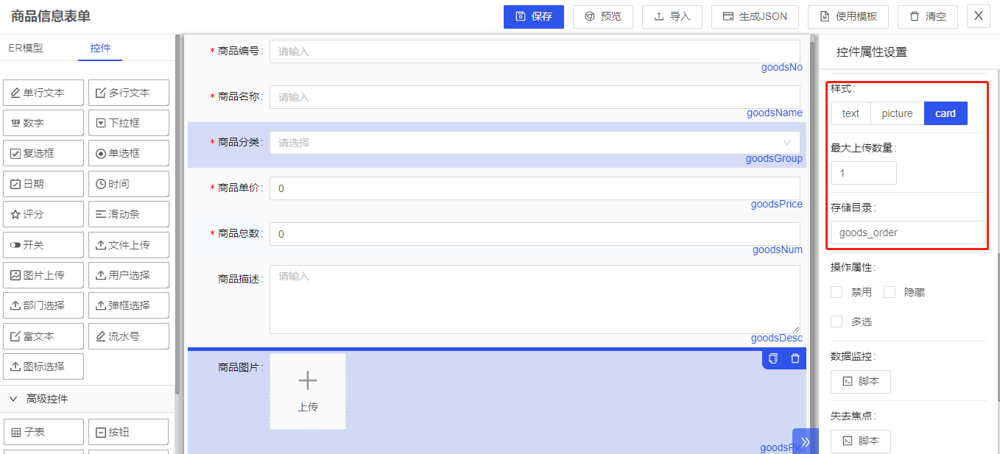 商品信息表单
保存 预览 导入 生成JSON 使用模板 清空 X
ER模型 控件
单行文本 多行文本
123 数字 下拉框
复选框 单选框
日期 时间
评分 滑动条
开关 文件上传
图片上传 用户选择
部门选择 弹框选择
富文本 流水号
图标选择
高级控件
子表 按钮
* 商品编号: 请输入
goodsNo
* 商品名称: 请输入
goodsName
* 商品分类: 请选择
goodsGroup
* 商品单价: 0
goodsPrice
* 商品总数: 0
goodsNum
商品描述: 请输入
goodsDesc
商品图片:
上传
goodsPic
控件属性设置
样式:
text picture card
最大上传数量:
1
存储目录:
goods_order
操作属性:
禁用 隐藏
多选
数据监控:
脚本
失去焦点:
脚本